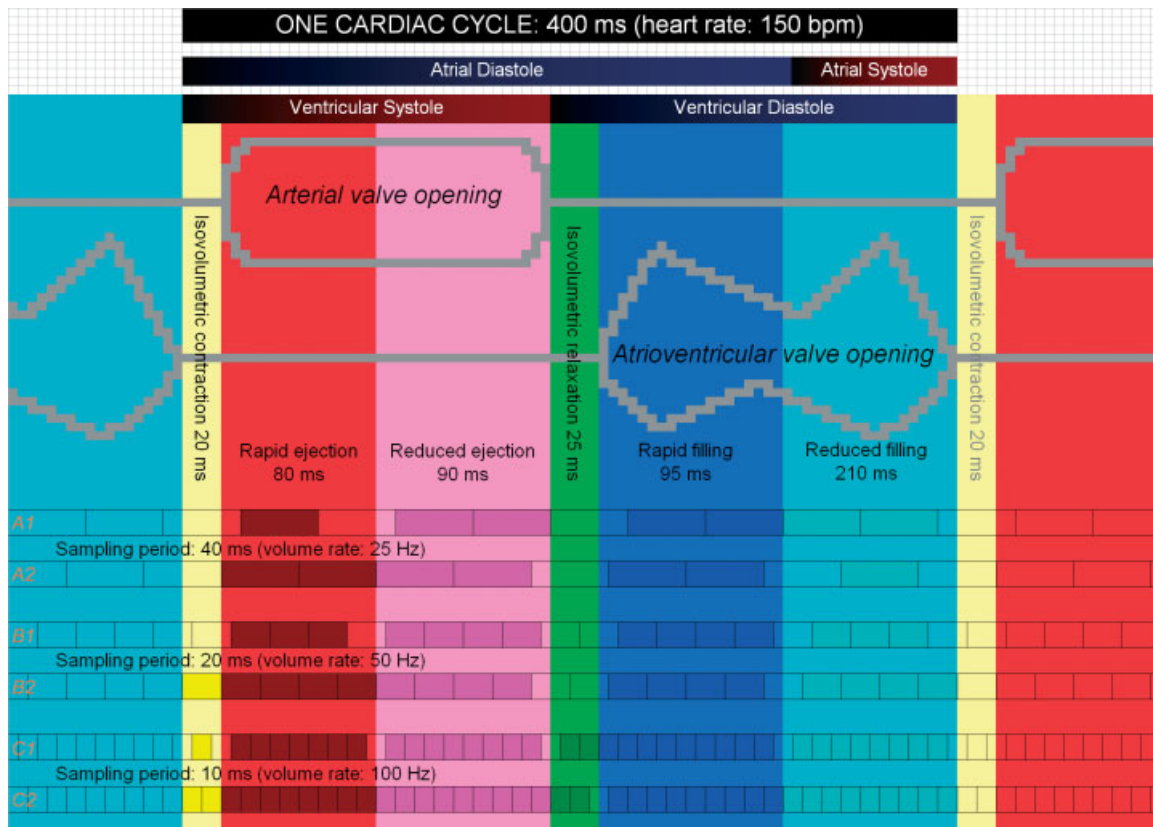 ONE CARDIAC CYCLE: 400 ms (heart rate: 150 bpm)
Atrial Diastole
Atrial Systole
Ventricular Systole
Ventricular Diastole
Arterial valve opening
Isovolumetric contraction 20 ms
Isovolumetric relaxation 25 ms
Isovolumetric contraction 20 ms
Atrioventricular valve opening
Rapid ejection
80 ms
Reduced ejection
90 ms
Rapid filling
95 ms
Reduced filling
210 ms
A1
Sampling period: 40 ms (volume rate: 25 Hz)
A2
B1
Sampling period: 20 ms (volume rate: 50 Hz)
B2
C1
Sampling period: 10 ms (volume rate: 100 Hz)
C2